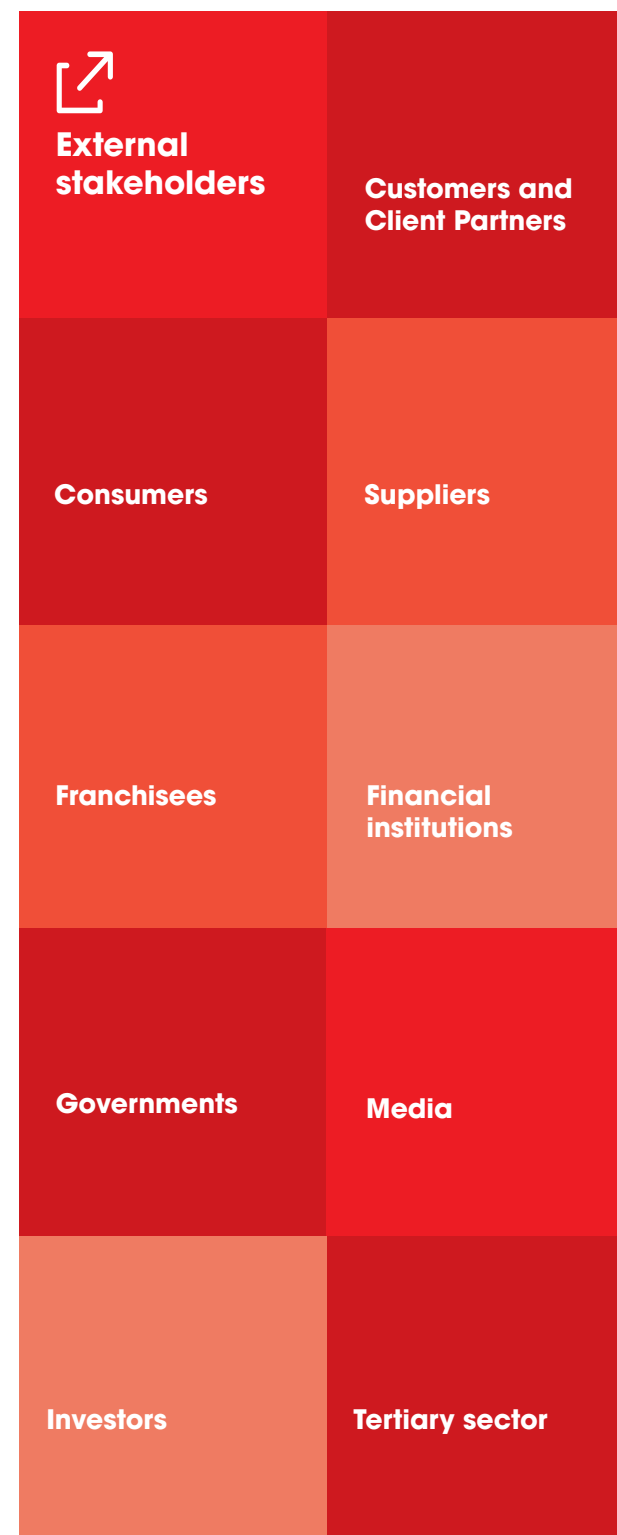 External
stakeholders
Customers and
Client Partners
Consumers
Suppliers
Franchisees
Financial
institutions
Governments
Media
Investors
Tertiary sector